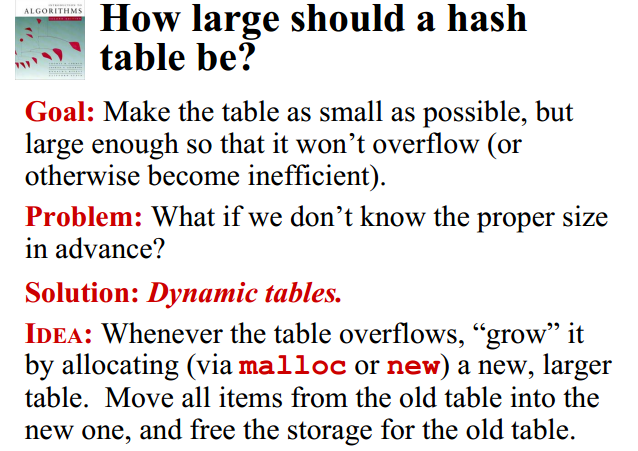 INTRODUCTION TO
ALGORITHMS
How large should a hash
table be?
Goal: Make the table as small as possible, but
large enough so that it won’t overflow (or
otherwise become inefficient).
Problem: What if we don’t know the proper size
in advance?
Solution: Dynamic tables.
IDEA: Whenever the table overflows, “grow” it
by allocating (via malloc or new) a new, larger
table. Move all items from the old table into the
new one, and free the storage for the old table.